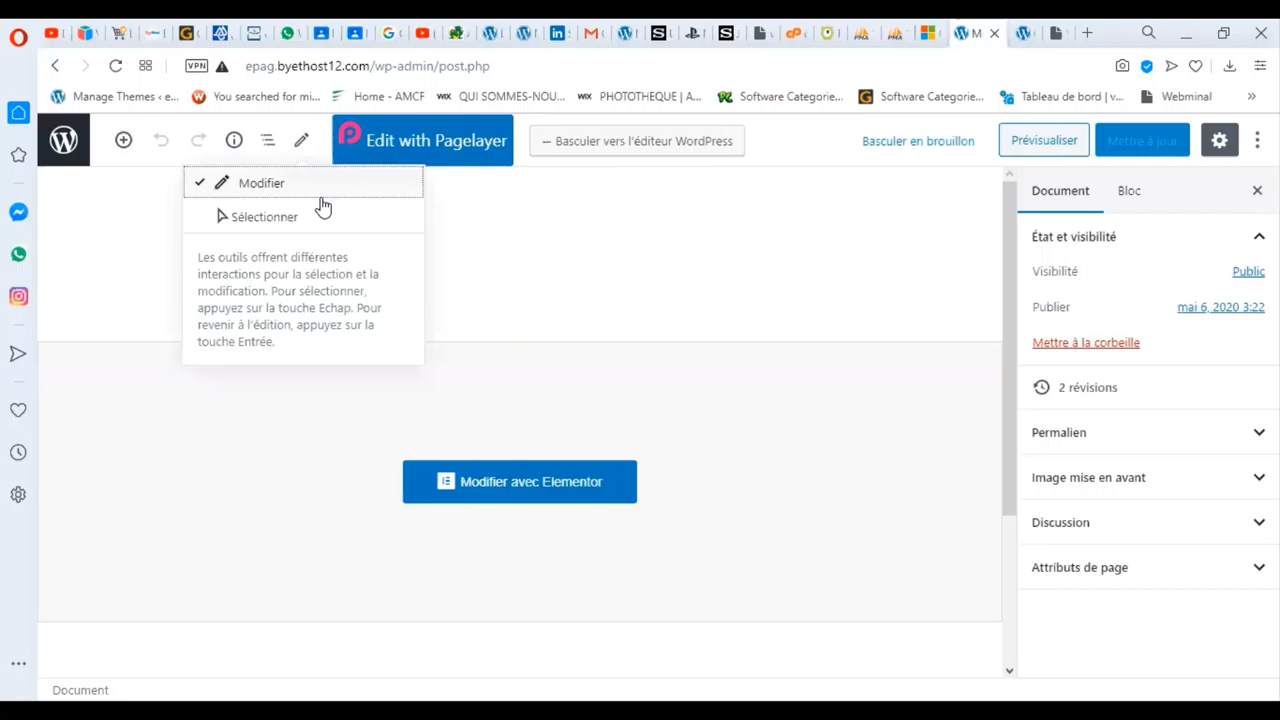 M
VPN
epag.byethost12.com/wp-admin/post.php
Manage Themes ‹ e...
You searched for mi...
Home - AMCF
WIX QUI SOMMES-NOU...
WIX PHOTOTHEQUE | A...
Software Categorie...
Software Categorie...
Tableau de bord | v...
Webminal
»
Edit with Pagelayer
← Basculer vers l'éditeur WordPress
Basculer en brouillon
Prévisualiser
Mettre à jour
Modifier
Sélectionner
Les outils offrent différentes
interactions pour la sélection et la
modification. Pour sélectionner,
appuyez sur la touche Echap. Pour
revenir à l'édition, appuyez sur la
touche Entrée.
Modifier avec Elementor
Document
Bloc
État et visibilité
Visibilité
Public
Publier
mai 6, 2020 3:22
Mettre à la corbeille
2 révisions
Permalien
Image mise en avant
Discussion
Attributs de page
Document